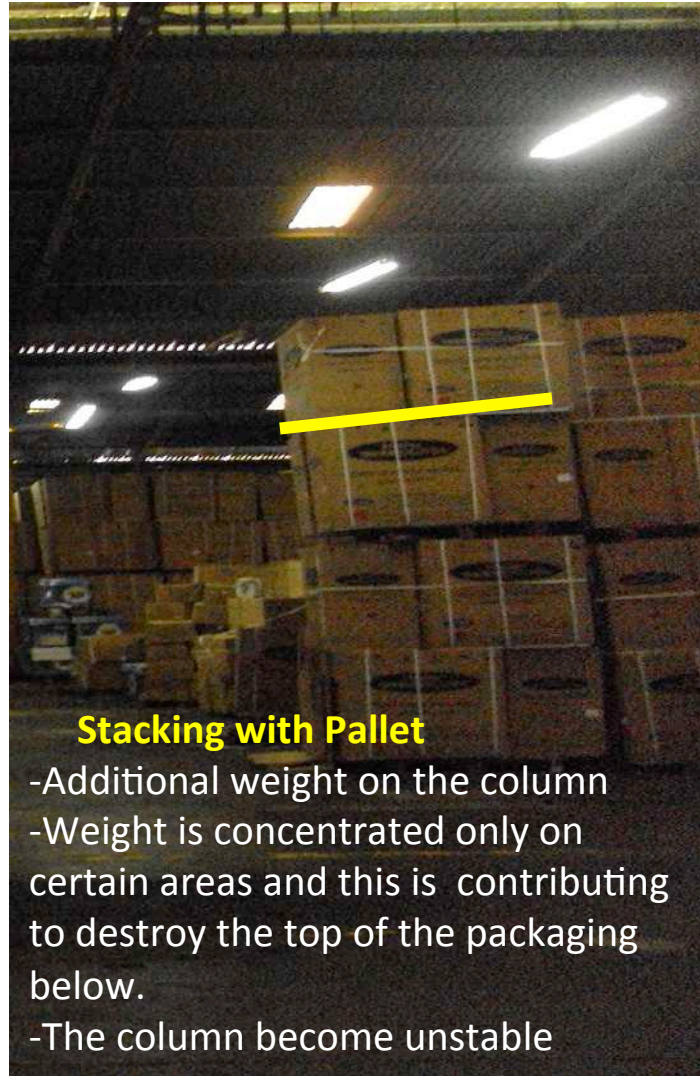 Stacking with Pallet
-Additional weight on the column
-Weight is concentrated only on
certain areas and this is contributing
to destroy the top of the packaging
below.
-The column become unstable